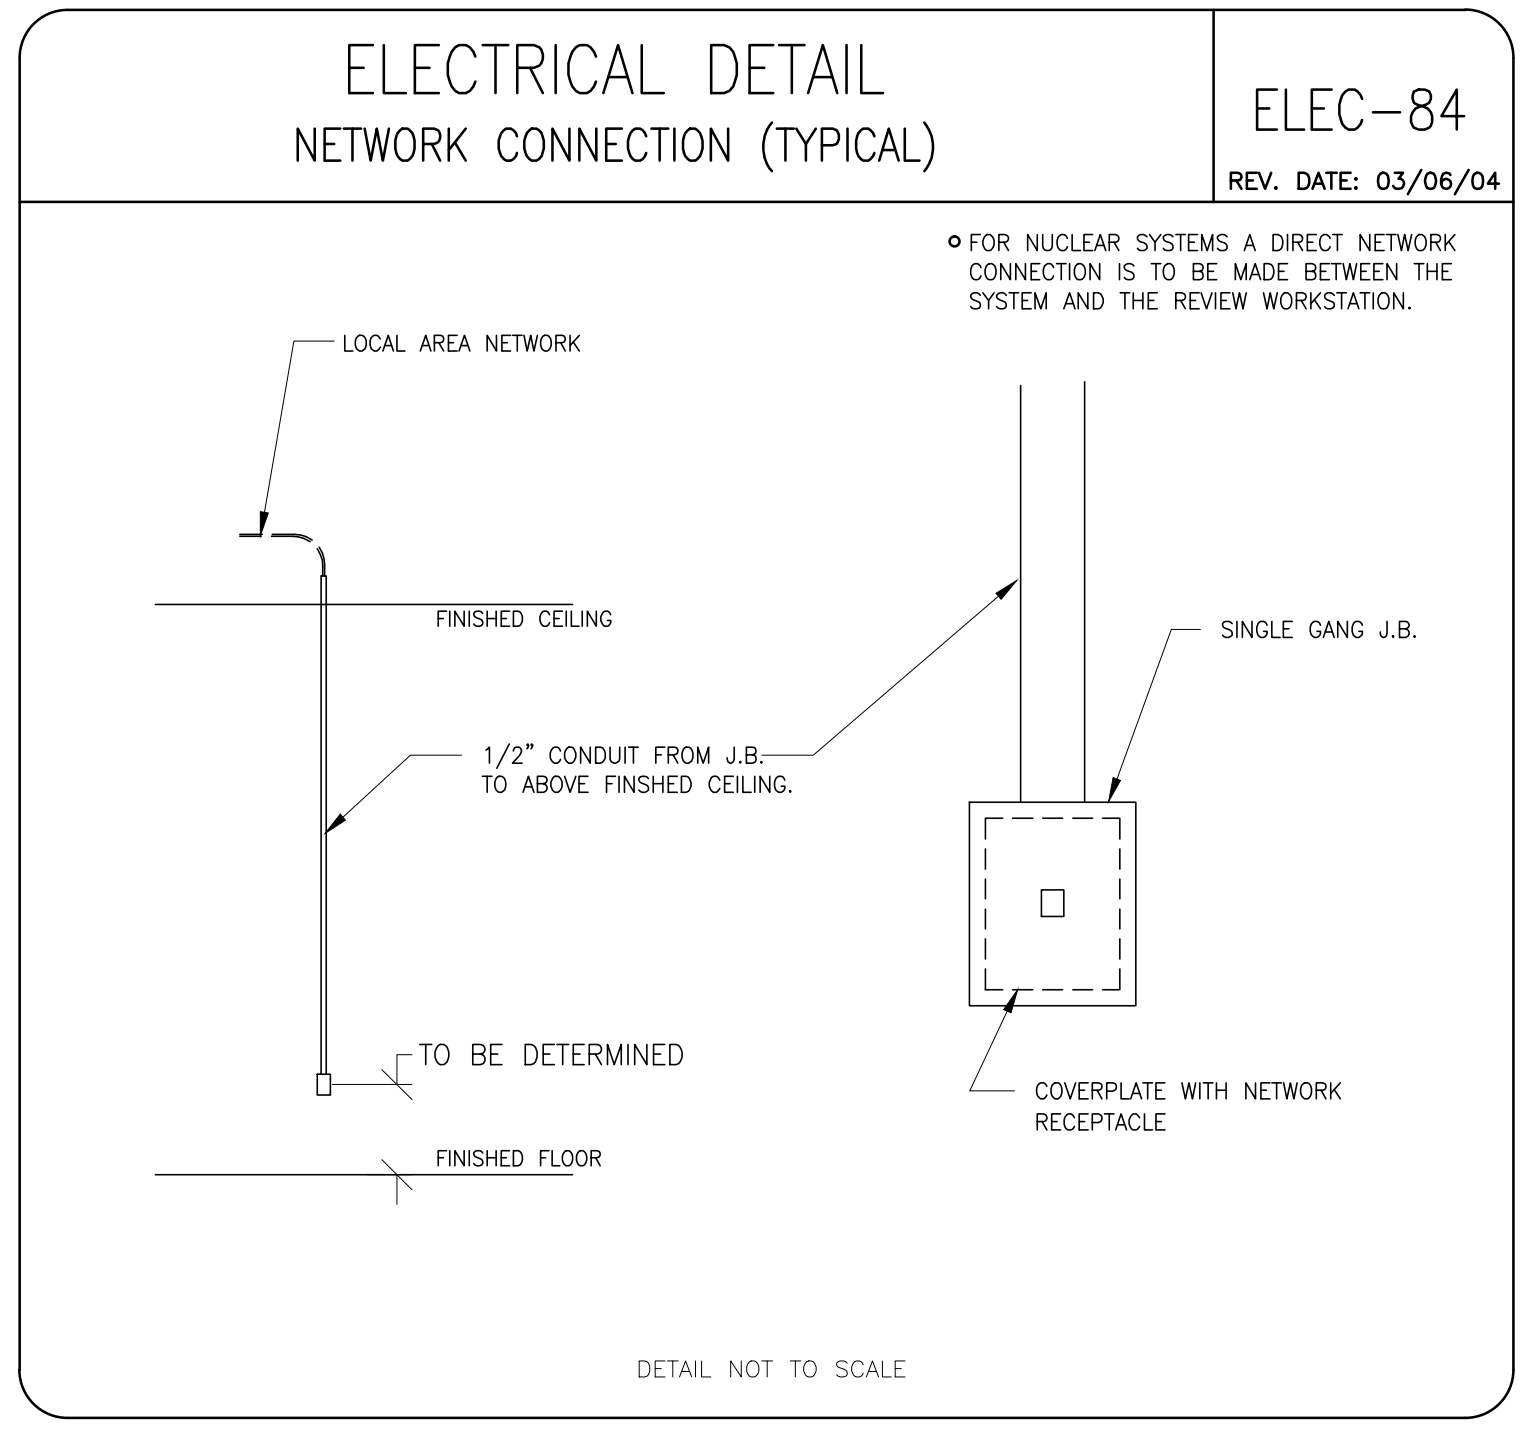 ELECTRICAL DETAIL
NETWORK CONNECTION (TYPICAL)
ELEC-84
REV. DATE: 03/06/04
FOR NUCLEAR SYSTEMS A DIRECT NETWORK
CONNECTION IS TO BE MADE BETWEEN THE
SYSTEM AND THE REVIEW WORKSTATION.
LOCAL AREA NETWORK
FINISHED CEILING
SINGLE GANG J.B.
1/2" CONDUIT FROM J.B.
TO ABOVE FINSHED CEILING.
TO BE DETERMINED
COVERPLATE WITH NETWORK
RECEPTACLE
FINISHED FLOOR
DETAIL NOT TO SCALE